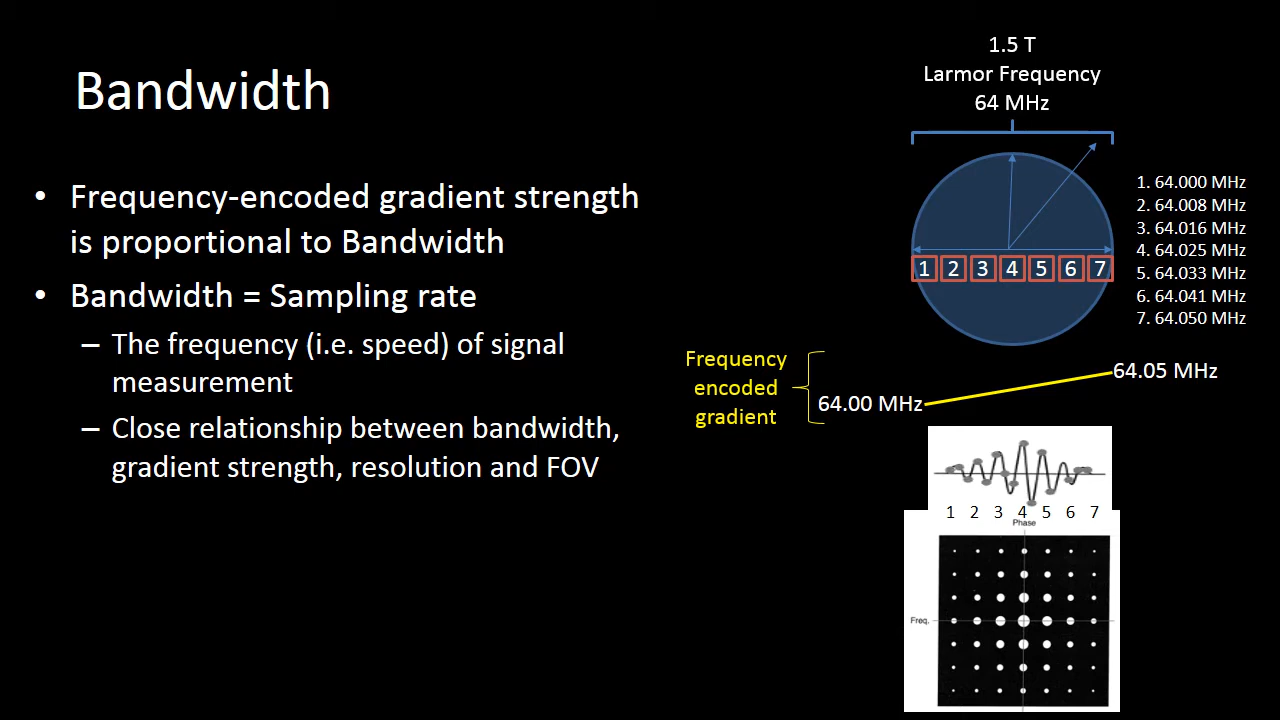 Bandwidth
• Frequency-encoded gradient strength
is proportional to Bandwidth
• Bandwidth = Sampling rate
– The frequency (i.e. speed) of signal
measurement
– Close relationship between bandwidth,
gradient strength, resolution and FOV
1.5 T
Larmor Frequency
64 MHz
1 2 3 4 5 6 7
1. 64.000 MHz
2. 64.008 MHz
3. 64.016 MHz
4. 64.025 MHz
5. 64.033 MHz
6. 64.041 MHz
7. 64.050 MHz
Frequency
encoded
gradient
64.00 MHz
64.05 MHz
1 2 3 4 5 6 7
Phase
Freq.